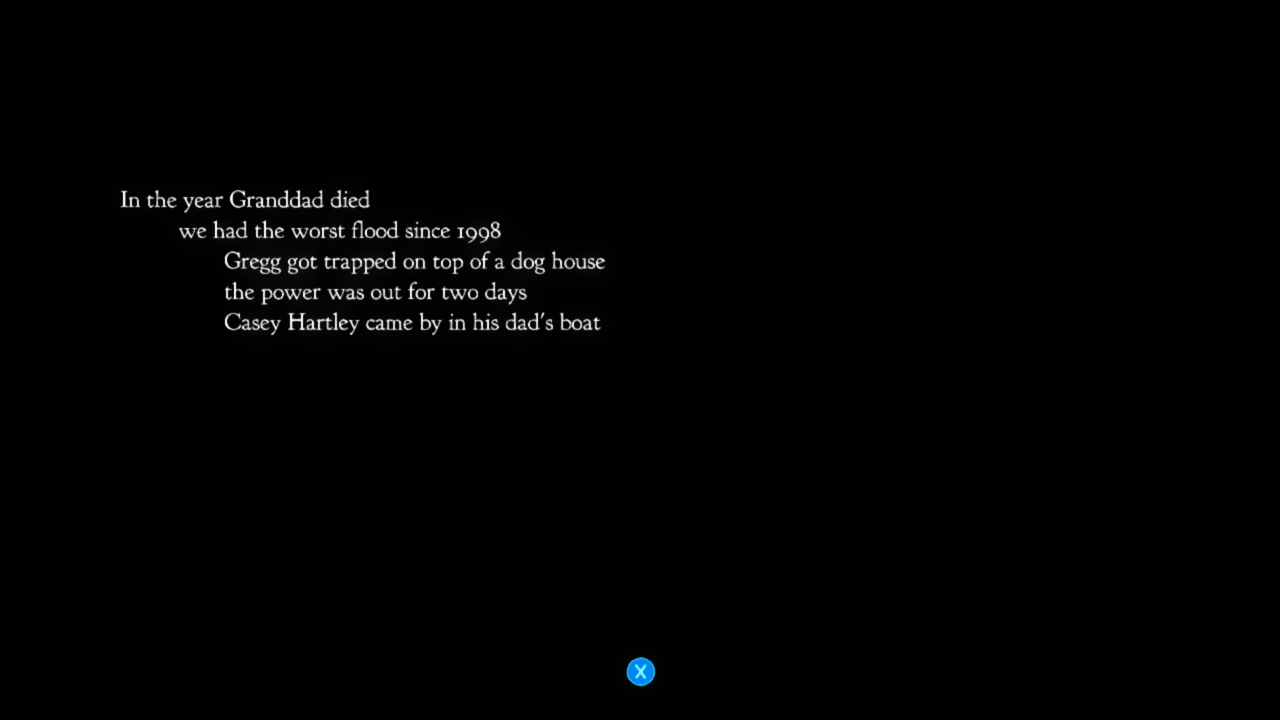 In the year Granddad died
we had the worst flood since 1998
Gregg got trapped on top of a dog house
the power was out for two days
Casey Hartley came by in his dad's boat
X